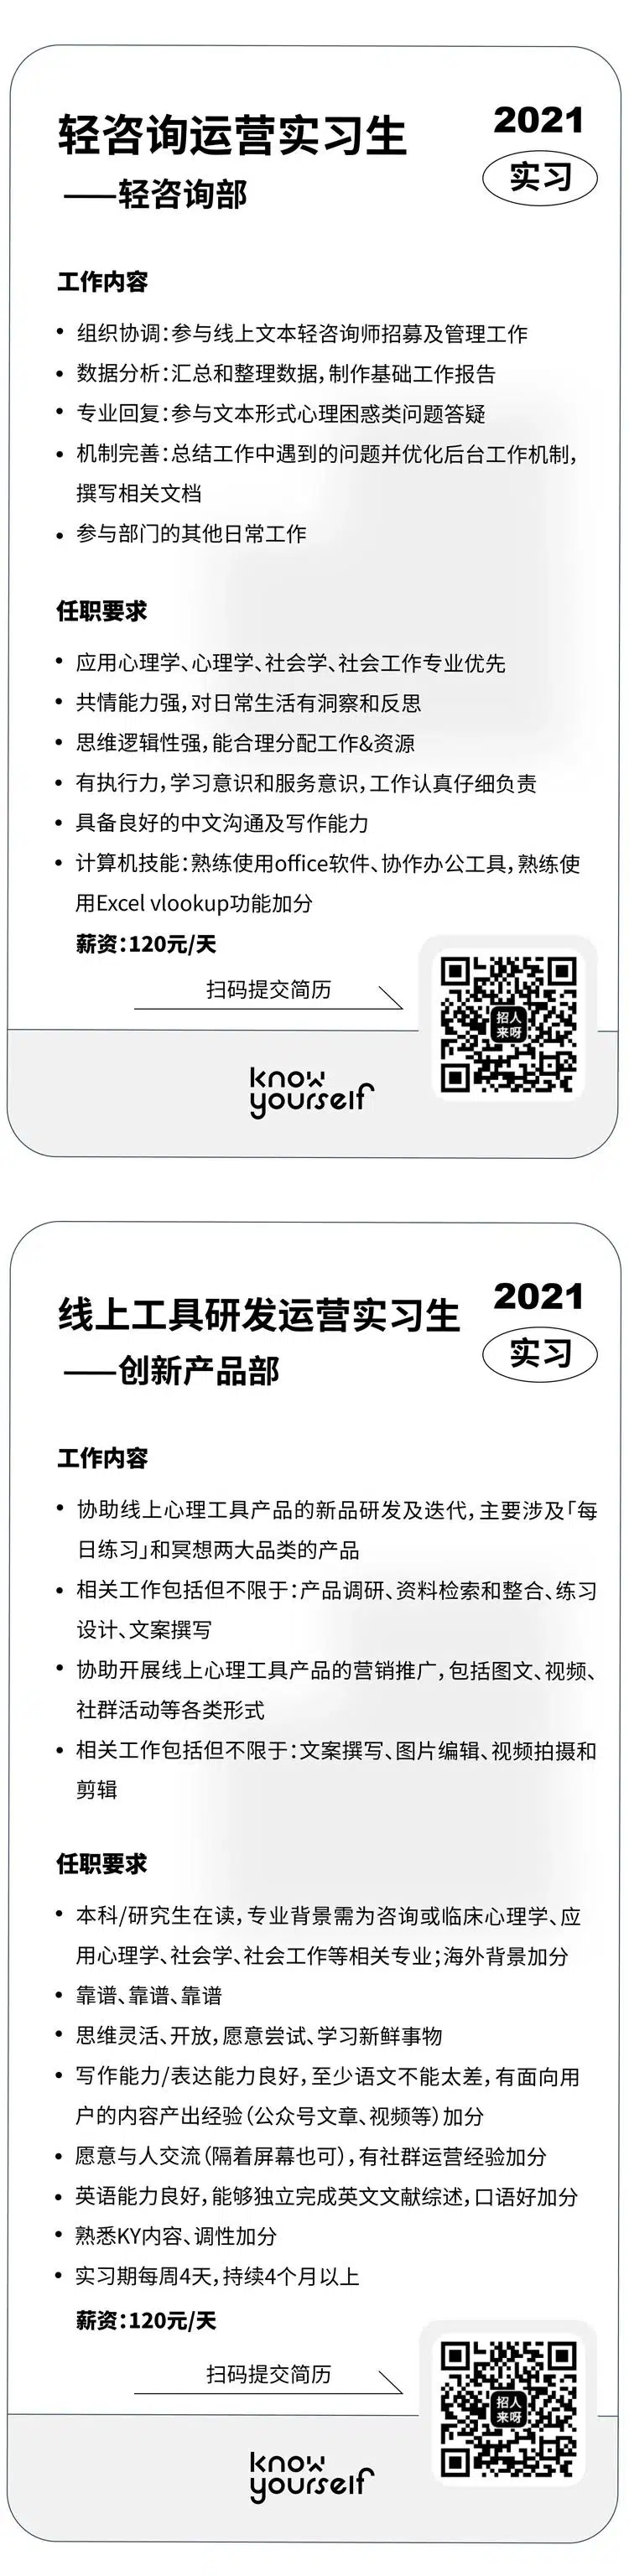 轻咨询运营实习生
2021
——轻咨询部
实习
工作内容
• 组织协调：参与线上文本轻咨询师招募及管理工作
• 数据分析：汇总和整理数据，制作基础工作报告
• 专业回复：参与文本形式心理困惑类问题答疑
• 机制完善：总结工作中遇到的问题并优化后台工作机制，
撰写相关文档
• 参与部门的其他日常工作
任职要求
• 应用心理学、心理学、社会学、社会工作专业优先
• 共情能力强，对日常生活有洞察和反思
• 思维逻辑性强，能合理分配工作&资源
• 有执行力，学习意识和服务意识，工作认真仔细负责
• 具备良好的中文沟通及写作能力
• 计算机技能：熟练使用office软件、协作办公工具，熟练使
用Excel vlookup功能加分
薪资：120元/天
扫码提交简历
招人
来呀
know
yourself
线上工具研发运营实习生
2021
——创新产品部
实习
工作内容
• 协助线上心理工具产品的新品研发及迭代，主要涉及「每
日练习」和冥想两大品类的产品
• 相关工作包括但不限于：产品调研、资料检索和整合、练习
设计、文案撰写
• 协助开展线上心理工具产品的营销推广，包括图文、视频、
社群活动等各类形式
• 相关工作包括但不限于：文案撰写、图片编辑、视频拍摄和
剪辑
任职要求
• 本科/研究生在读，专业背景需为咨询或临床心理学、应
用心理学、社会学、社会工作等相关专业；海外背景加分
• 靠谱、靠谱、靠谱
• 思维灵活、开放，愿意尝试、学习新鲜事物
• 写作能力/表达能力良好，至少语文不能太差，有面向用
户的内容产出经验（公众号文章、视频等）加分
• 愿意与人交流（隔着屏幕也可），有社群运营经验加分
• 英语能力良好，能够独立完成英文文献综述，口语好加分
• 熟悉KY内容、调性加分
• 实习期每周4天，持续4个月以上
薪资：120元/天
扫码提交简历
招人
来呀
know
yourself